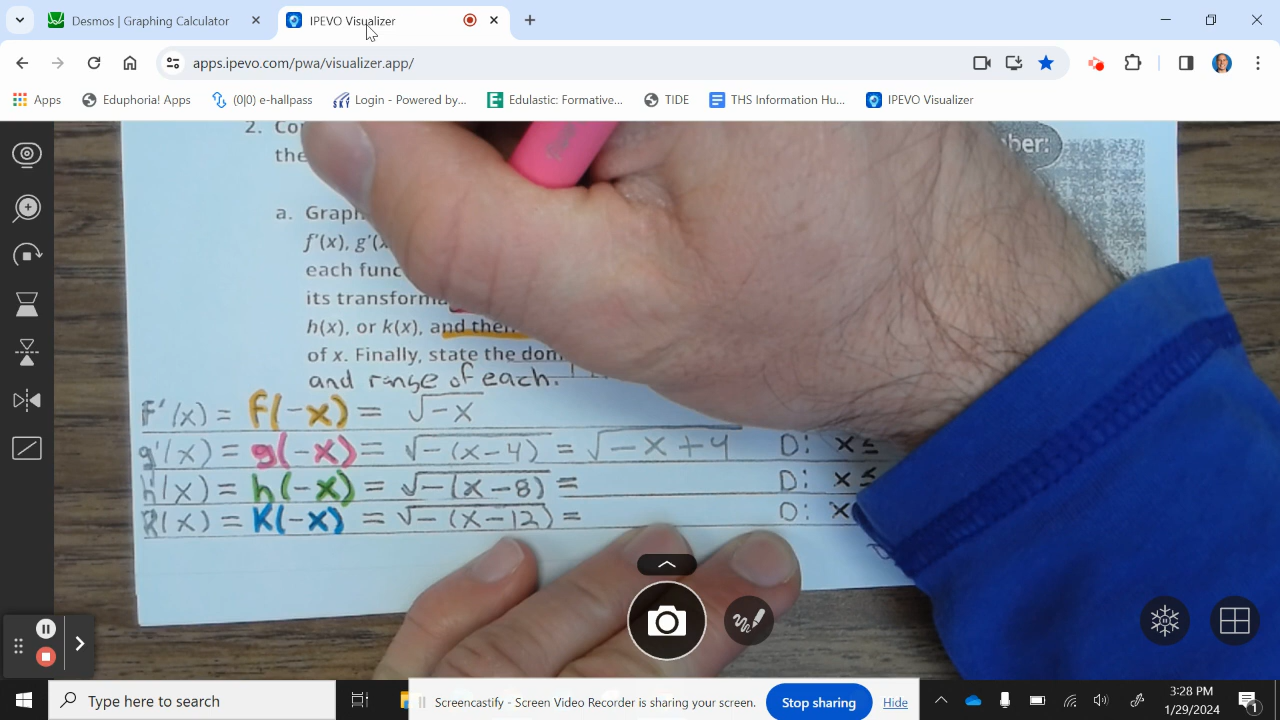 Desmos | Graphing Calculator
IPEVO Visualizer
apps.ipevo.com/pwa/visualizer.app/
Apps
Eduphoria! Apps
(0|0) e-hallpass
Login - Powered by...
Edulastic: Formative...
TIDE
THS Information Hu...
IPEVO Visualizer
2.
the
a. Graph
f'(x), g'(x
each func
its transforma
h(x), or k(x), and then
of x. Finally, state the dom
and range of each.
F'(x) = F(-x) = √-x
g'(x) = g(-x) = √-(x-4) = √-x+4 D: x≤
h'(x) = h(-x) = √-(x-8) = D: x≤
K(x) = K(-x) = √-(x-12) = D: x
Type here to search
Screencastify - Screen Video Recorder is sharing your screen.
Stop sharing
Hide
3:28 PM
1/29/2024
1